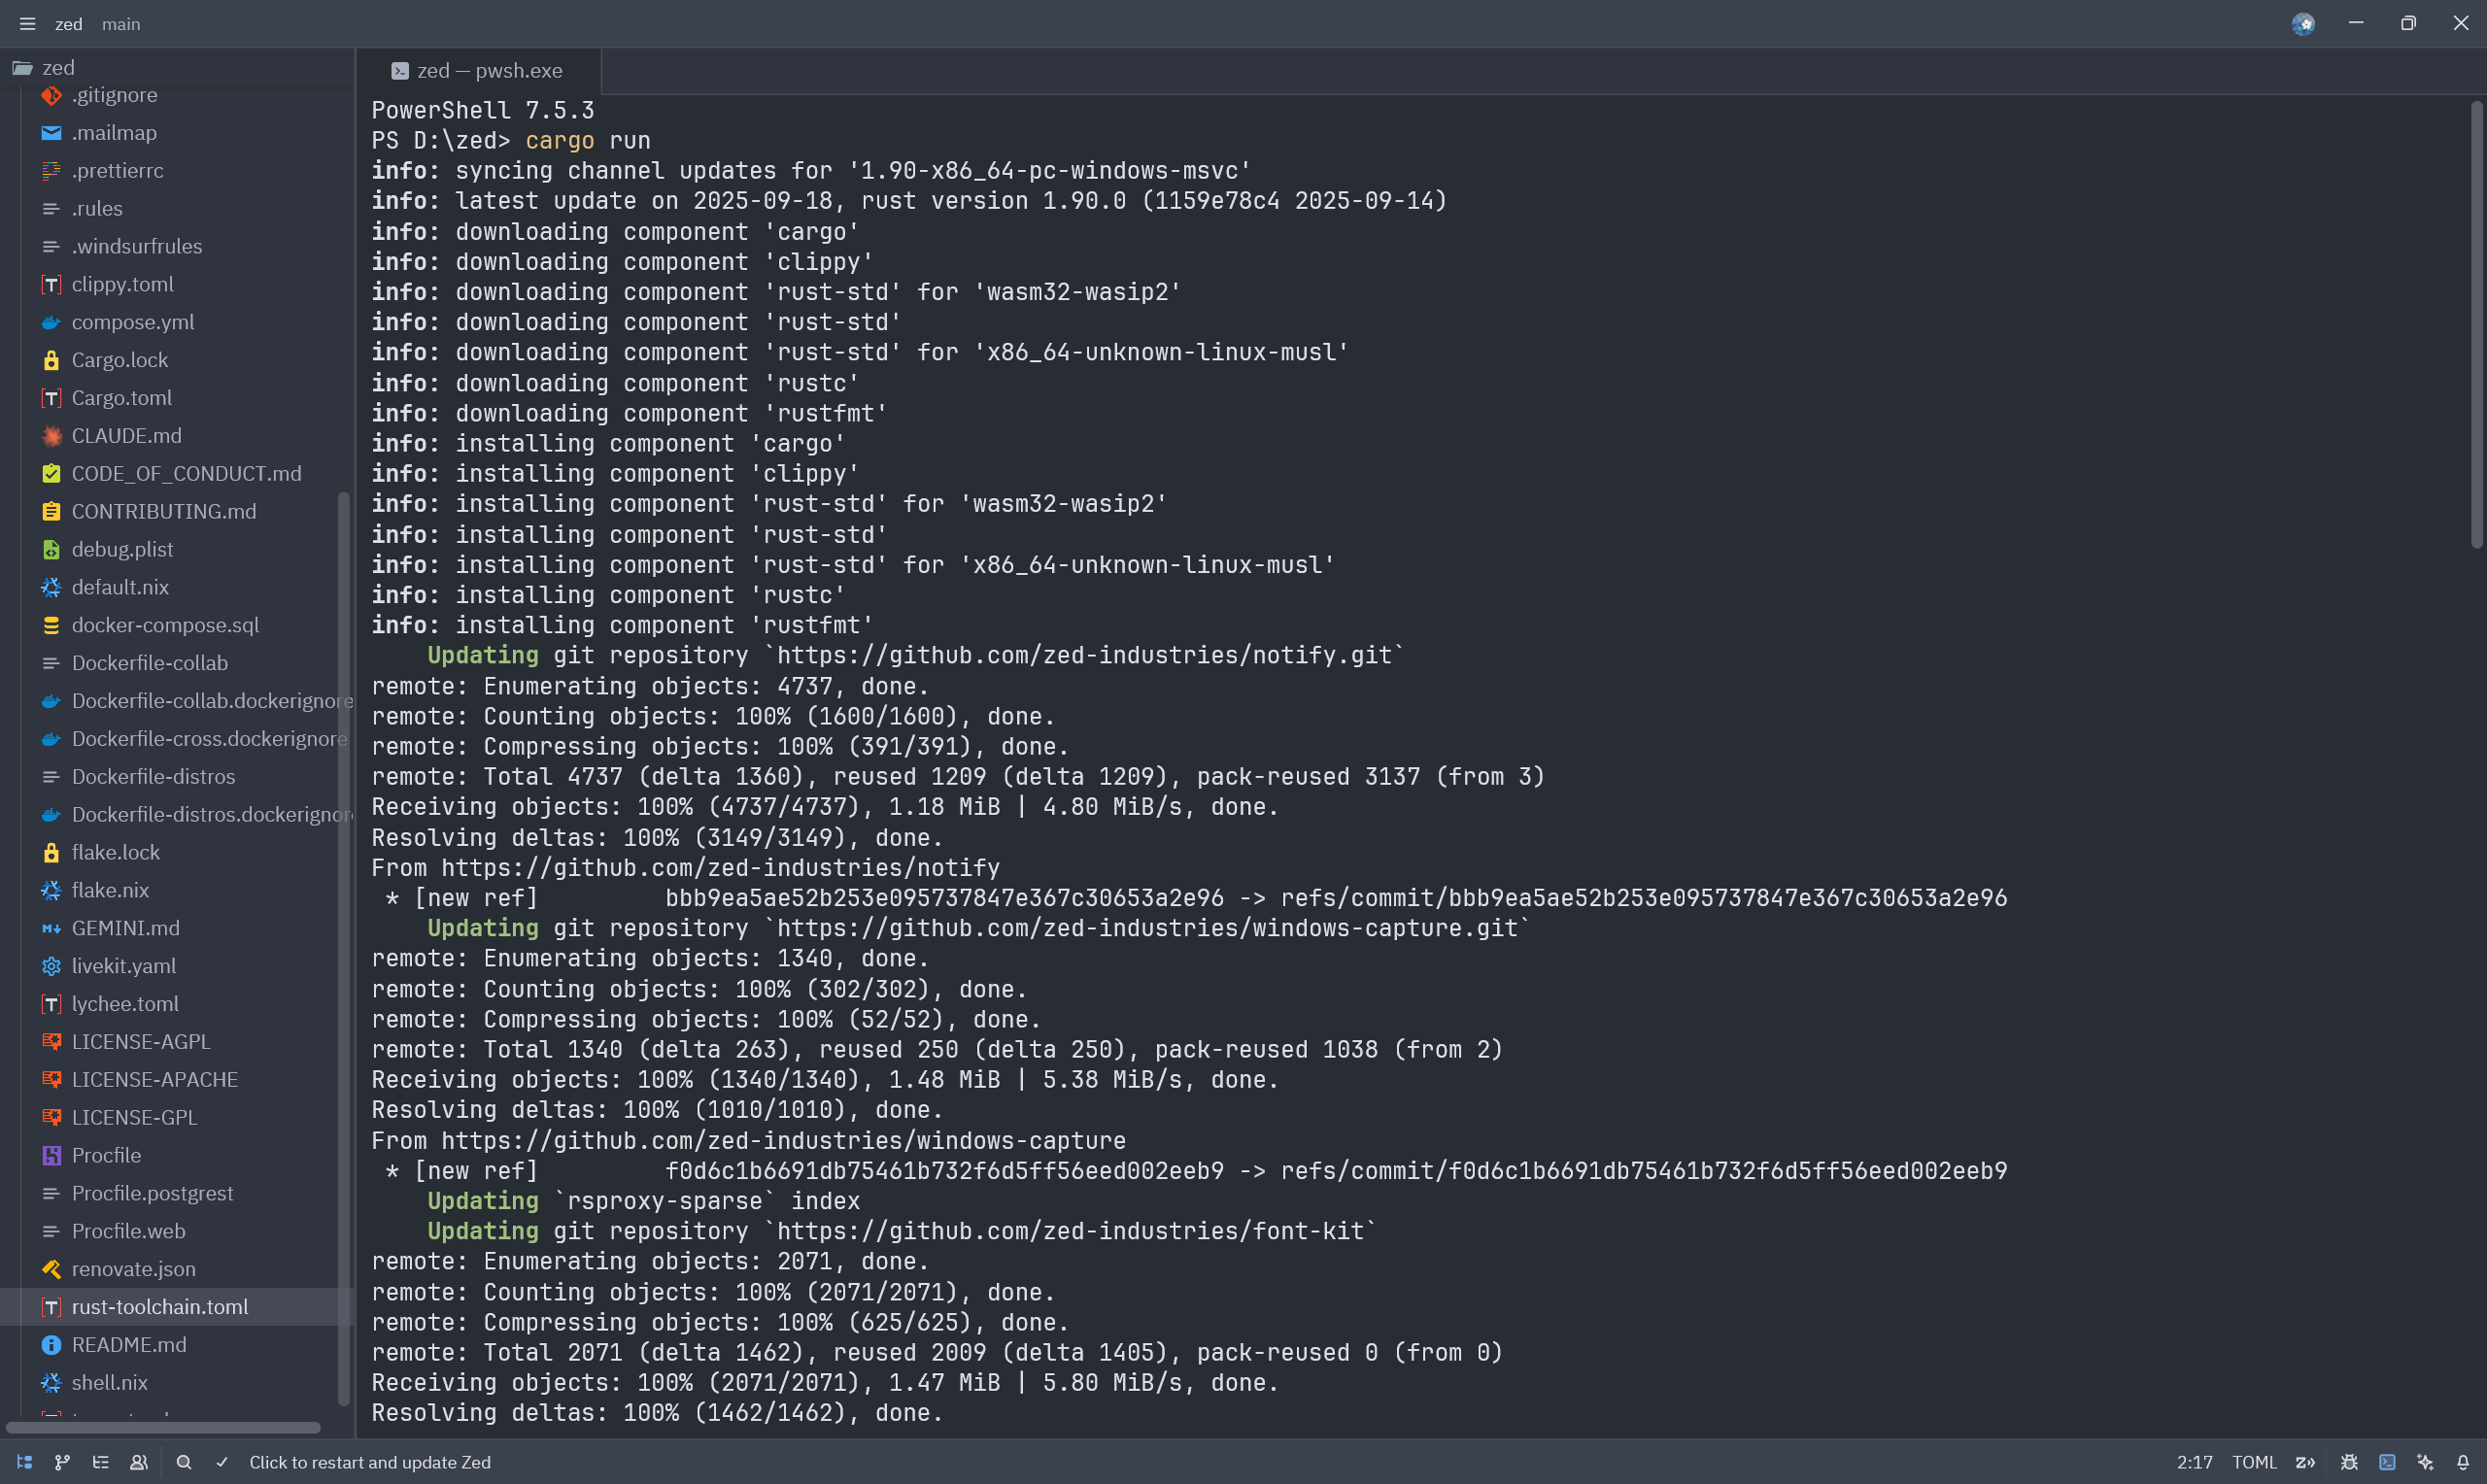 zed main
zed
.gitignore
.mailmap
.prettierrc
.rules
.windsurfrules
clippy.toml
compose.yml
Cargo.lock
Cargo.toml
CLAUDE.md
CODE_OF_CONDUCT.md
CONTRIBUTING.md
debug.plist
default.nix
docker-compose.sql
Dockerfile-collab
Dockerfile-collab.dockerignore
Dockerfile-cross.dockerignore
Dockerfile-distros
Dockerfile-distros.dockerignore
flake.lock
flake.nix
GEMINI.md
livekit.yaml
lychee.toml
LICENSE-AGPL
LICENSE-APACHE
LICENSE-GPL
Procfile
Procfile.postgrest
Procfile.web
renovate.json
rust-toolchain.toml
README.md
shell.nix
zed — pwsh.exe
PowerShell 7.5.3
PS D:\zed> cargo run
info: syncing channel updates for '1.90-x86_64-pc-windows-msvc'
info: latest update on 2025-09-18, rust version 1.90.0 (1159e78c4 2025-09-14)
info: downloading component 'cargo'
info: downloading component 'clippy'
info: downloading component 'rust-std' for 'wasm32-wasip2'
info: downloading component 'rust-std'
info: downloading component 'rust-std' for 'x86_64-unknown-linux-musl'
info: downloading component 'rustc'
info: downloading component 'rustfmt'
info: installing component 'cargo'
info: installing component 'clippy'
info: installing component 'rust-std' for 'wasm32-wasip2'
info: installing component 'rust-std'
info: installing component 'rust-std' for 'x86_64-unknown-linux-musl'
info: installing component 'rustc'
info: installing component 'rustfmt'
    Updating git repository `https://github.com/zed-industries/notify.git`
remote: Enumerating objects: 4737, done.
remote: Counting objects: 100% (1600/1600), done.
remote: Compressing objects: 100% (391/391), done.
remote: Total 4737 (delta 1360), reused 1209 (delta 1209), pack-reused 3137 (from 3)
Receiving objects: 100% (4737/4737), 1.18 MiB | 4.80 MiB/s, done.
Resolving deltas: 100% (3149/3149), done.
From https://github.com/zed-industries/notify
 * [new ref]         bbb9ea5ae52b253e095737847e367c30653a2e96 -> refs/commit/bbb9ea5ae52b253e095737847e367c30653a2e96
    Updating git repository `https://github.com/zed-industries/windows-capture.git`
remote: Enumerating objects: 1340, done.
remote: Counting objects: 100% (302/302), done.
remote: Compressing objects: 100% (52/52), done.
remote: Total 1340 (delta 263), reused 250 (delta 250), pack-reused 1038 (from 2)
Receiving objects: 100% (1340/1340), 1.48 MiB | 5.38 MiB/s, done.
Resolving deltas: 100% (1010/1010), done.
From https://github.com/zed-industries/windows-capture
 * [new ref]         f0d6c1b6691db75461b732f6d5ff56eed002eeb9 -> refs/commit/f0d6c1b6691db75461b732f6d5ff56eed002eeb9
    Updating `rsproxy-sparse` index
    Updating git repository `https://github.com/zed-industries/font-kit`
remote: Enumerating objects: 2071, done.
remote: Counting objects: 100% (2071/2071), done.
remote: Compressing objects: 100% (625/625), done.
remote: Total 2071 (delta 1462), reused 2009 (delta 1405), pack-reused 0 (from 0)
Receiving objects: 100% (2071/2071), 1.47 MiB | 5.80 MiB/s, done.
Resolving deltas: 100% (1462/1462), done.
Click to restart and update Zed
2:17 TOML